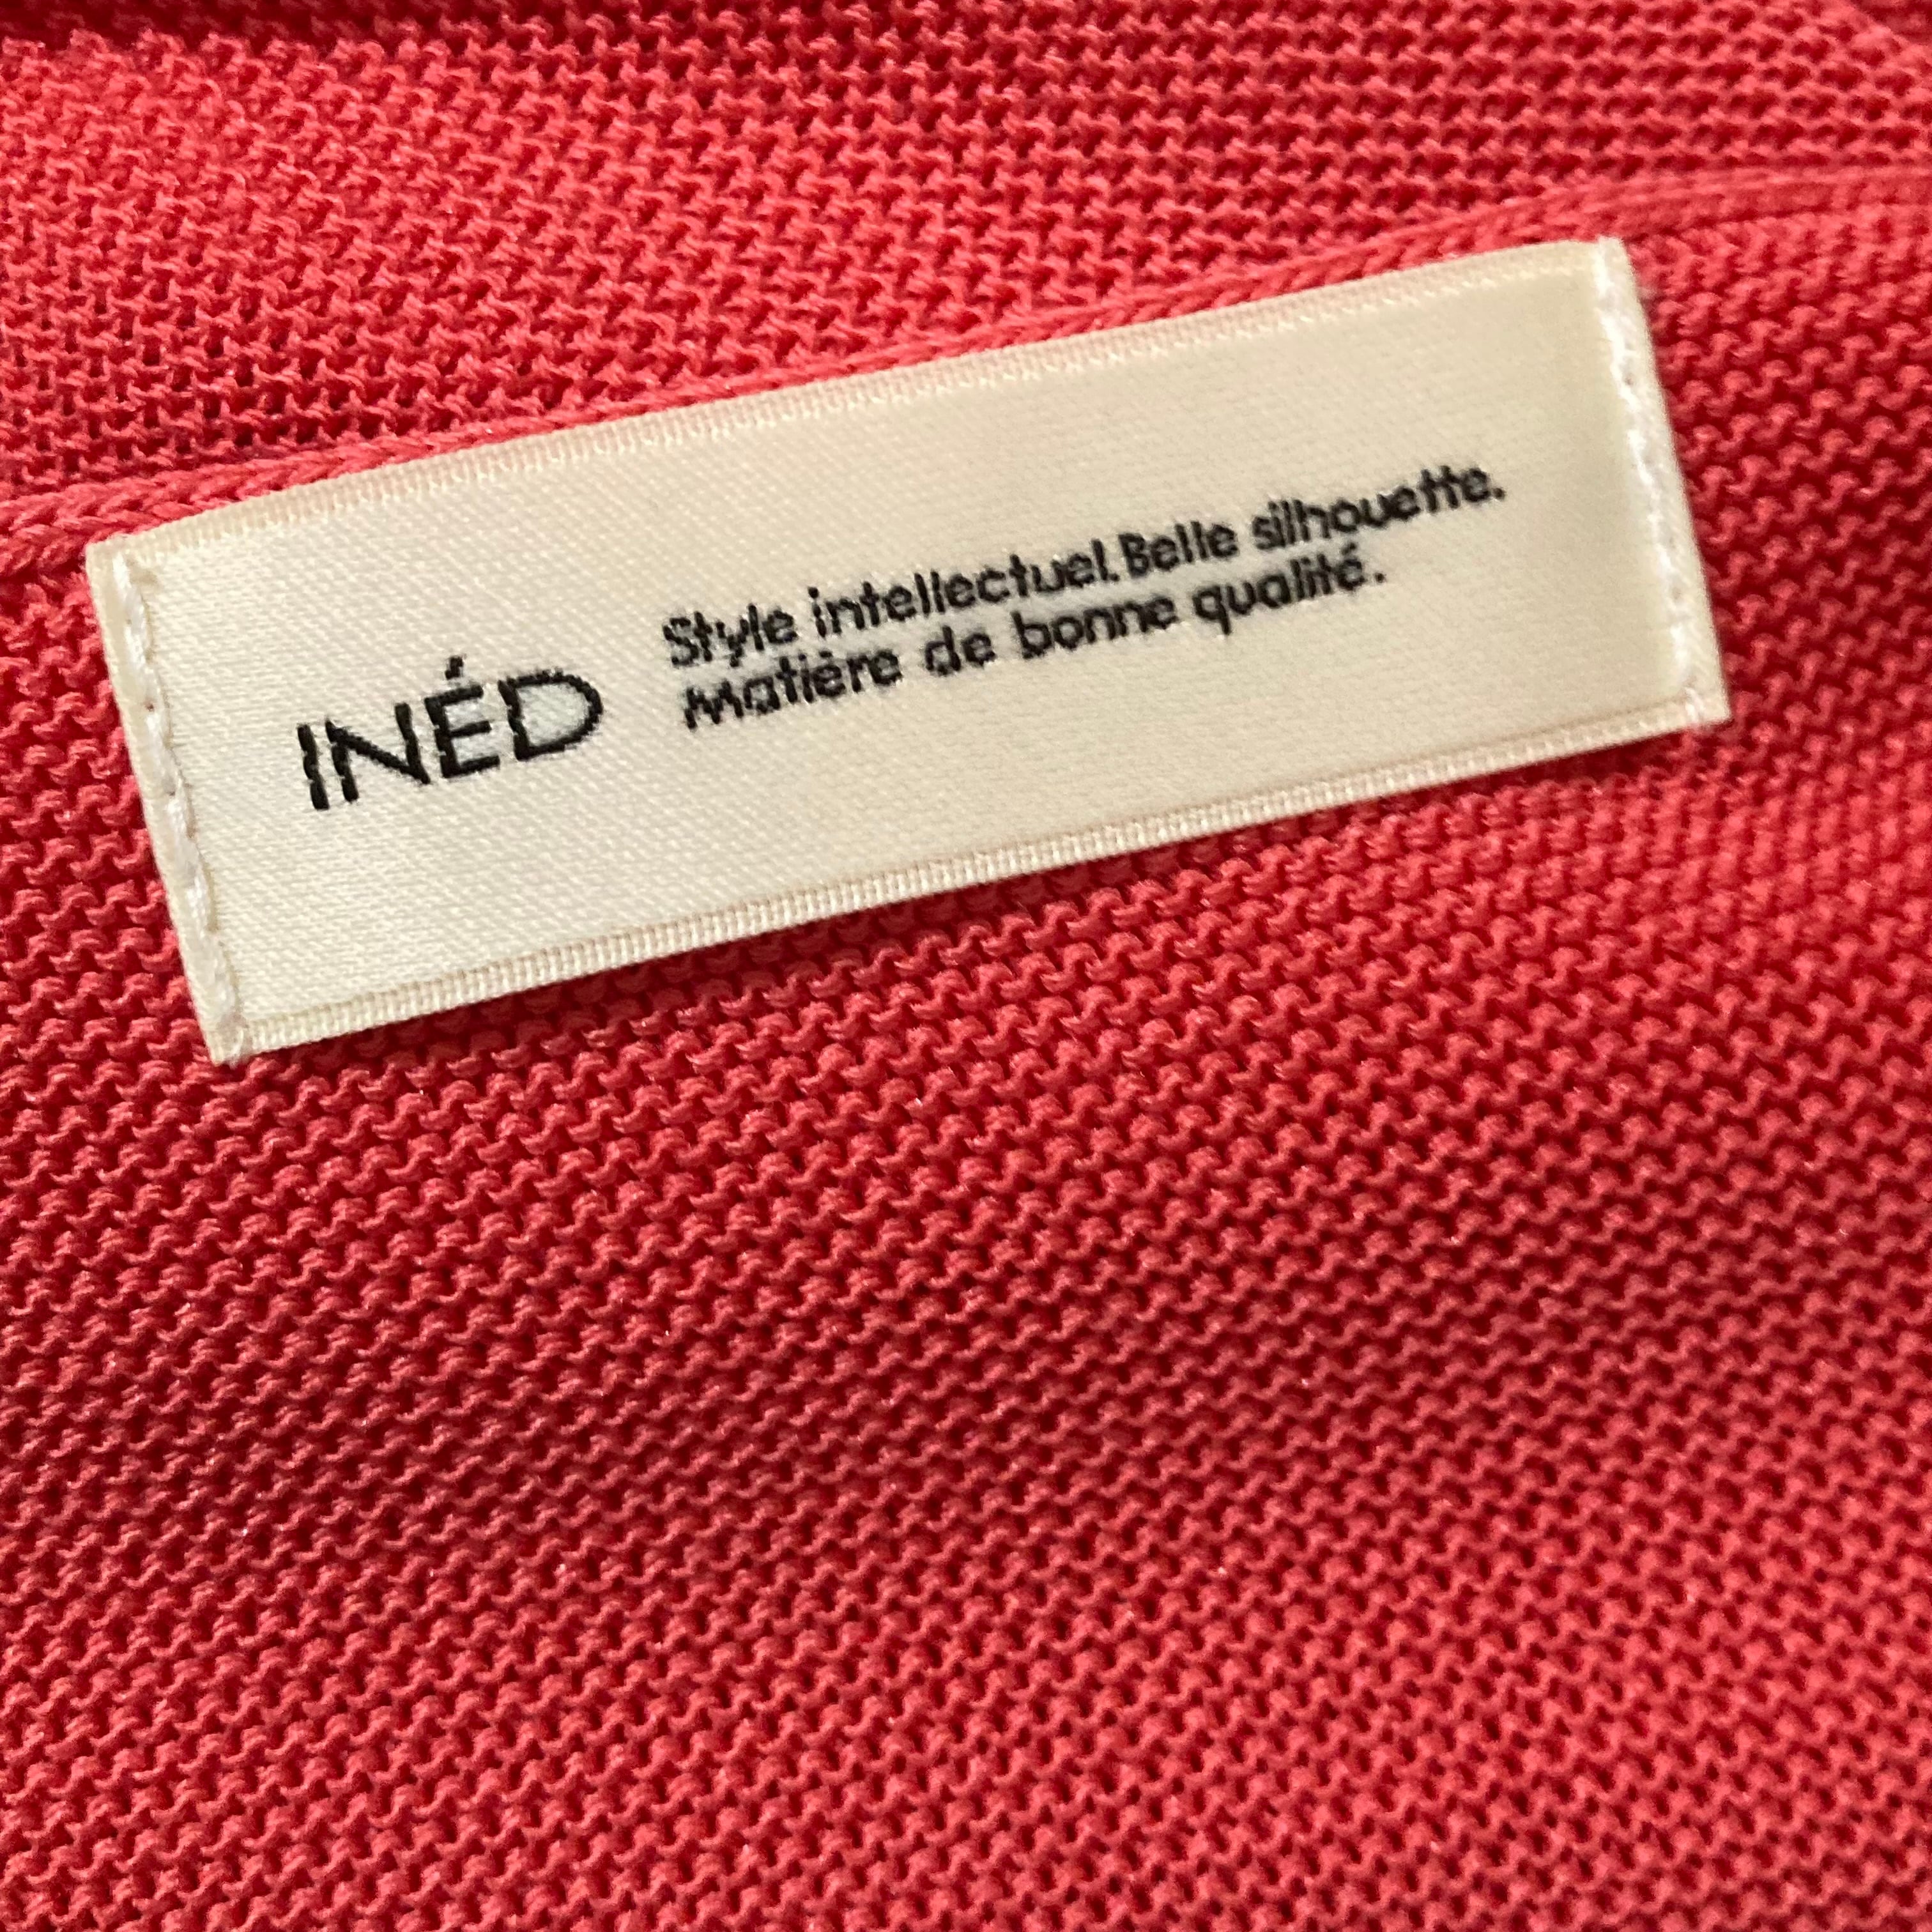 INÉD
Style intellectuel. Belle silhouette.
Matière de bonne qualité.